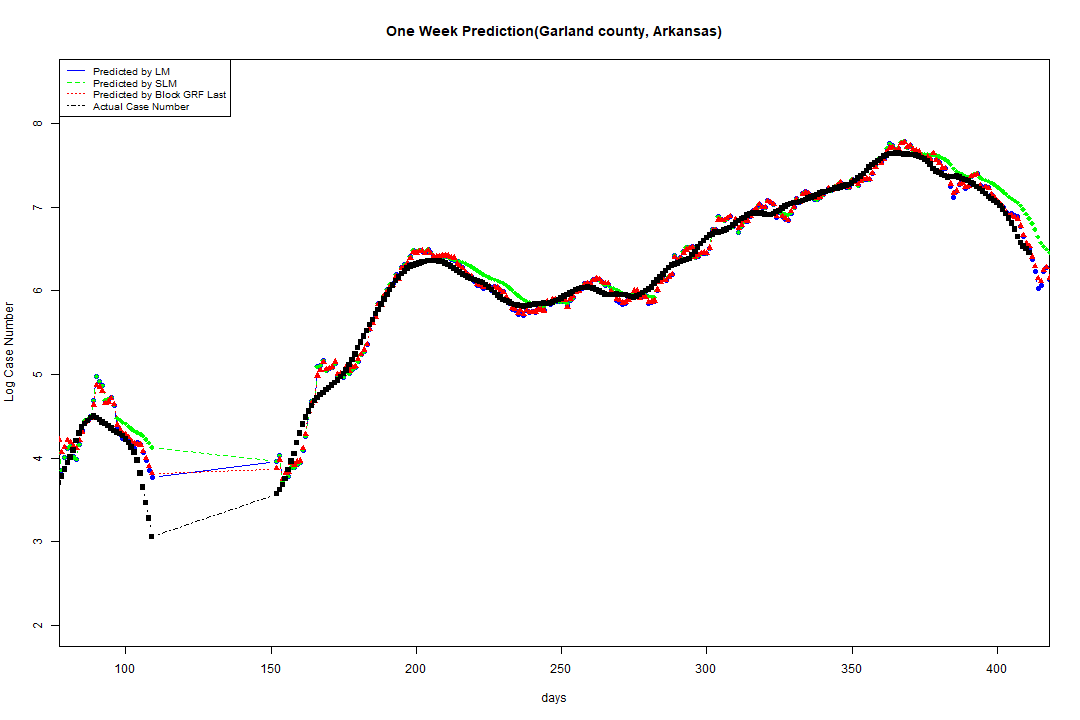 One Week Prediction(Garland county, Arkansas)
Predicted by LM
Predicted by SLM
Predicted by Block GRF Last
Actual Case Number
8
7
6
5
4
3
2
Log Case Number
100 150 200 250 300 350 400
days